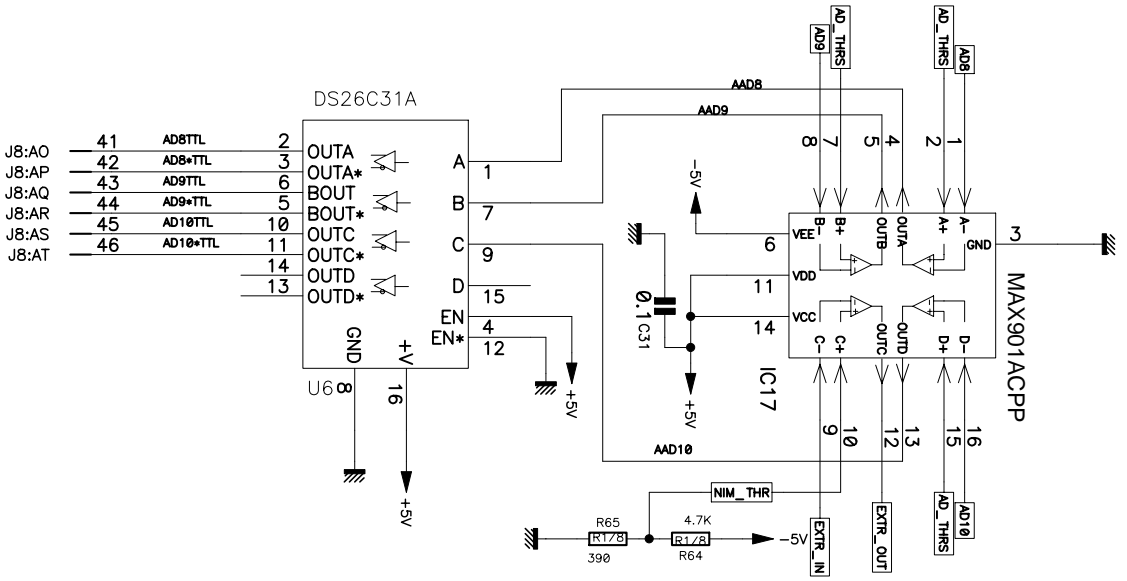 DS26C31A
J8:AO 41 AD8TTL 2 OUTA
J8:AP 42 AD8*TTL 3 OUTA*
J8:AQ 43 AD9TTL 6 BOUT
J8:AR 44 AD9*TTL 5 BOUT*
J8:AS 45 AD10TTL 10 OUTC
J8:AT 46 AD10*TTL 11 OUTC*
14 OUTD
13 OUTD*
A 1
B 7
C 9
D 15
EN 4
EN* 12
GND 8
+V 16
U6
+5V
+5V
AAD8
AAD9
AAD10
AD9
AD_THRS
AD_THRS
AD8
8 7 5 4 2 1
B- B+ OUTB OUTA A+ A-
-5V
6 VEE
11 VDD
14 VCC
GND 3
0.1 C31
+5V
C- C+ OUTC OUTD D+ D-
9 10 12 13 15 16
IC17
MAX901ACPP
NIM_THR
EXTR_IN
EXTR_OUT
AD_THRS
AD10
R65
R1/8
390
4.7K
R1/8
R64
-5V